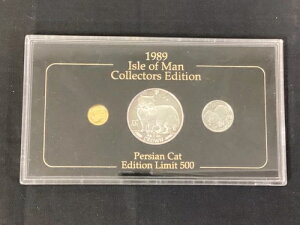 1989
Isle of Man
Collectors Edition
Persian Cat
Edition Limit 500